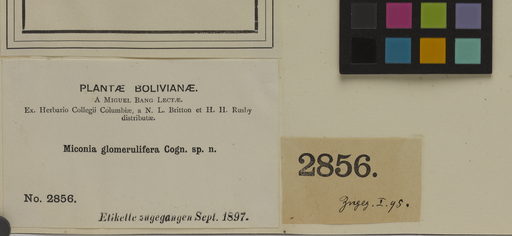 PLANTÆ BOLIVIANÆ.
A Miguel Bang Lectæ.
Ex. Herbario Collegii Columbiæ, a N. L. Britton et H. H. Rusby
distributæ.
Miconia glomerulifera Cogn. sp. n.
No. 2856.
Etikette zugegangen Sept. 1897.
2856.
I. 95.